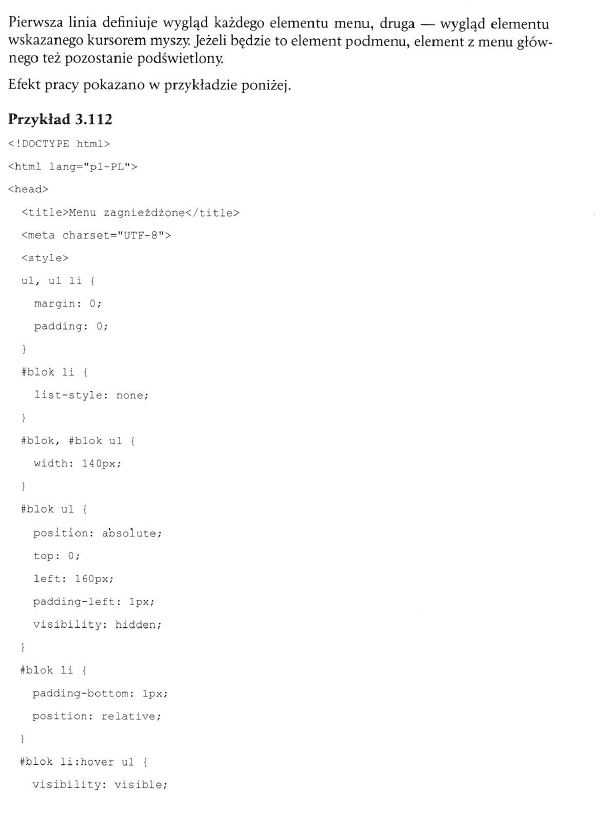 Pierwsza linia definiuje wygląd każdego elementu menu, druga — wygląd elementu
wskazanego kursorem myszy. Jeżeli będzie to element podmenu, element z menu głów-
nego też pozostanie podświetlony.
Efekt pracy pokazano w przykładzie poniżej.
Przykład 3.112
<!DOCTYPE html>
<html lang="pl-PL">
<head>
<title>Menu zagnieżdżone</title>
<meta charset="UTF-8">
<style>
ul, ul li {
margin: 0;
padding: 0;
}
#blok li {
list-style: none;
}
#blok, #blok ul {
width: 140px;
}
#blok ul {
position: absolute;
top: 0;
left: 160px;
padding-left: 1px;
visibility: hidden;
}
#blok li {
padding-bottom: 1px;
position: relative;
}
#blok li:hover ul {
visibility: visible;